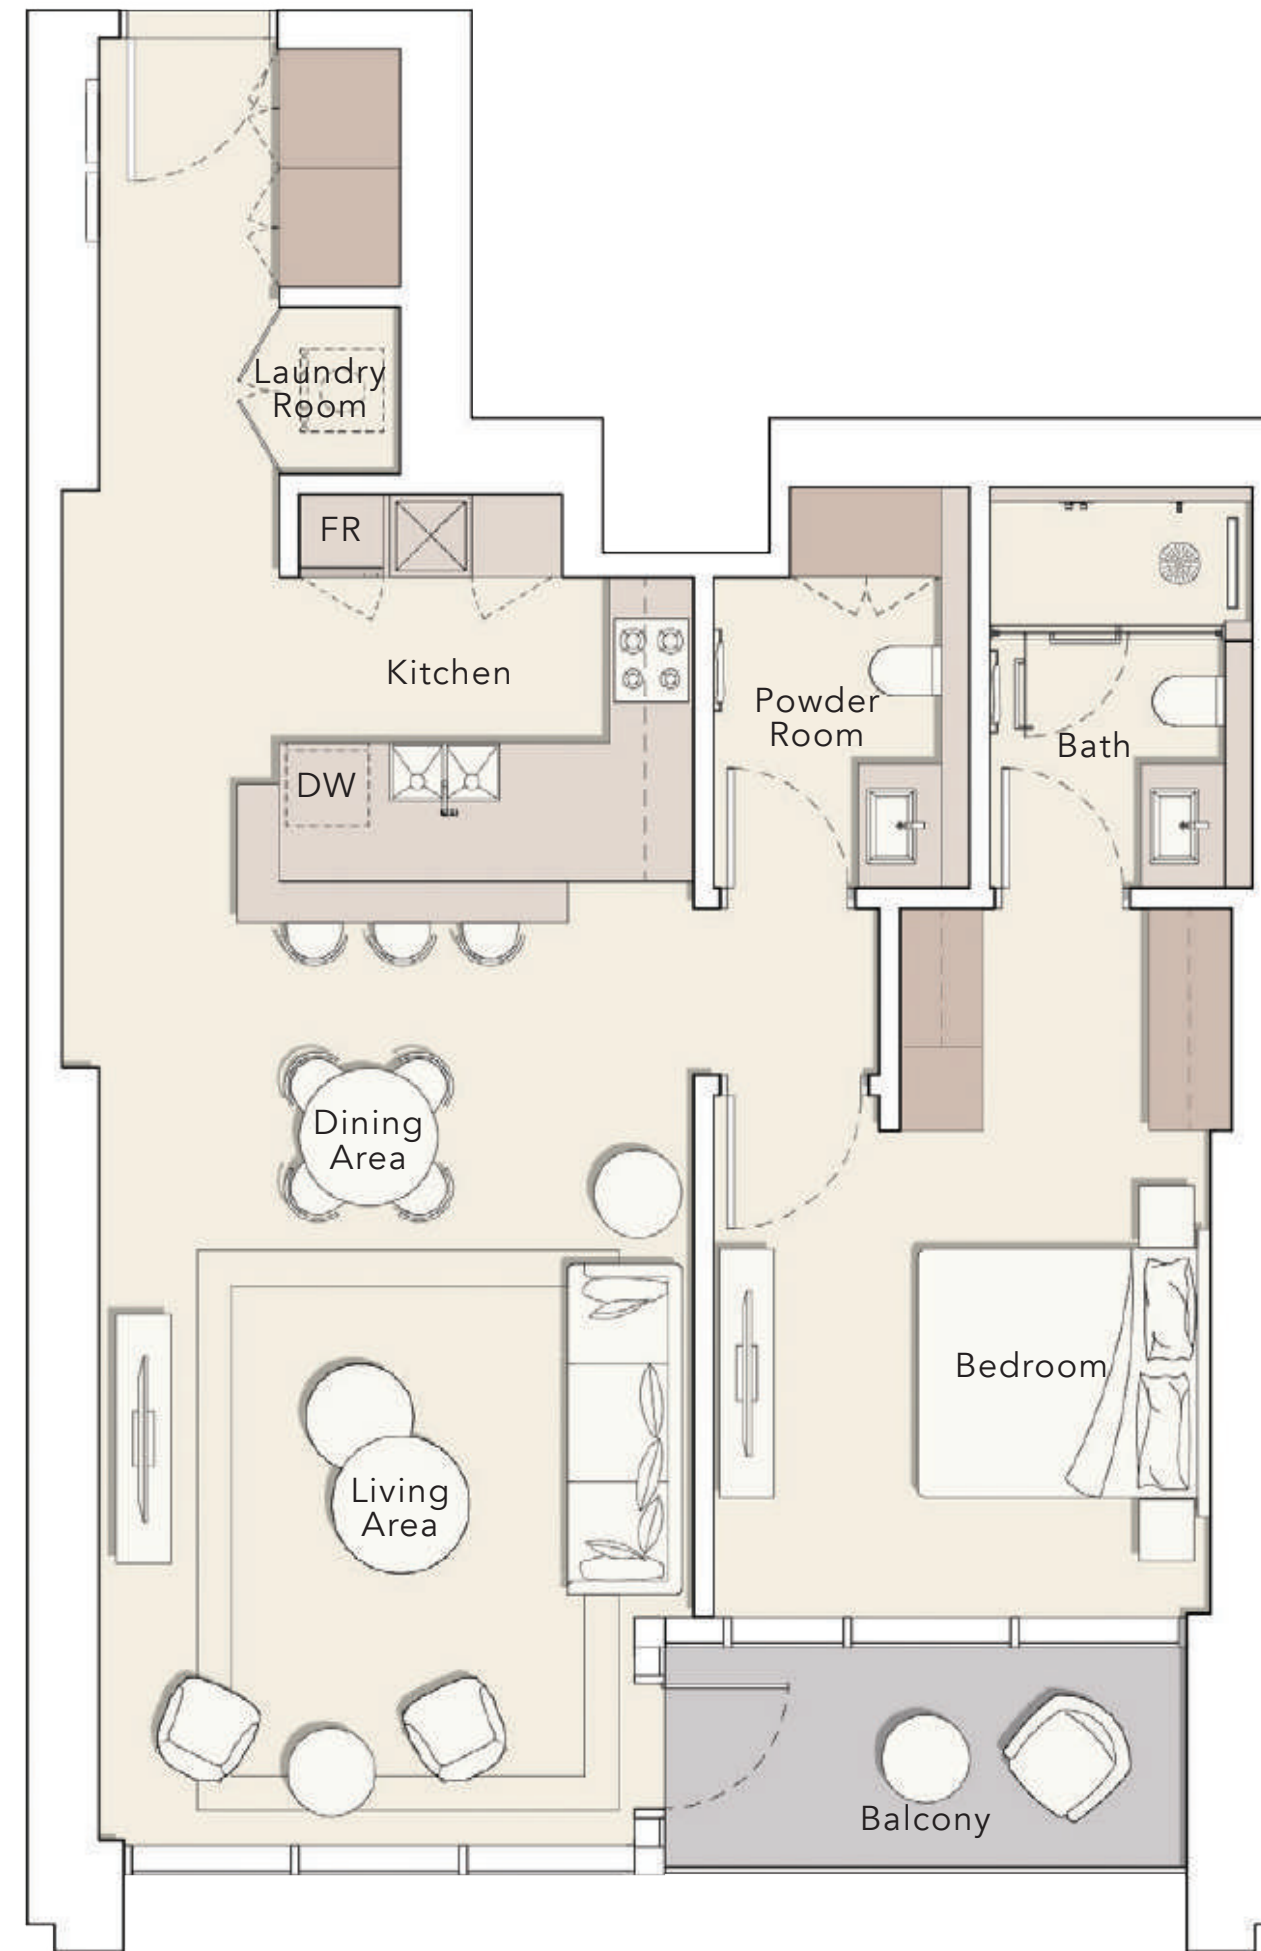 Laundry
Room
FR
Kitchen
Powder
Room
Bath
DW
Dining
Area
Bedroom
Living
Area
Balcony